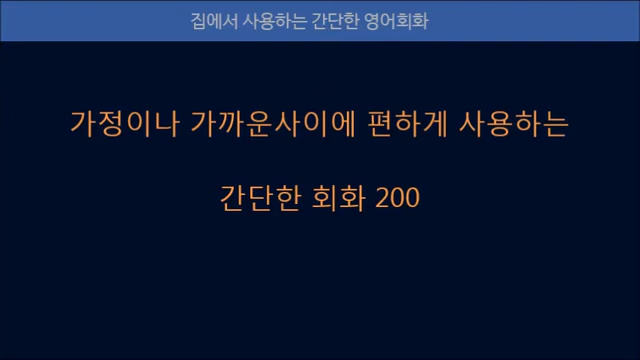 집에서 사용하는 간단한 영어회화
가정이나 가까운사이에 편하게 사용하는
간단한 회화 200